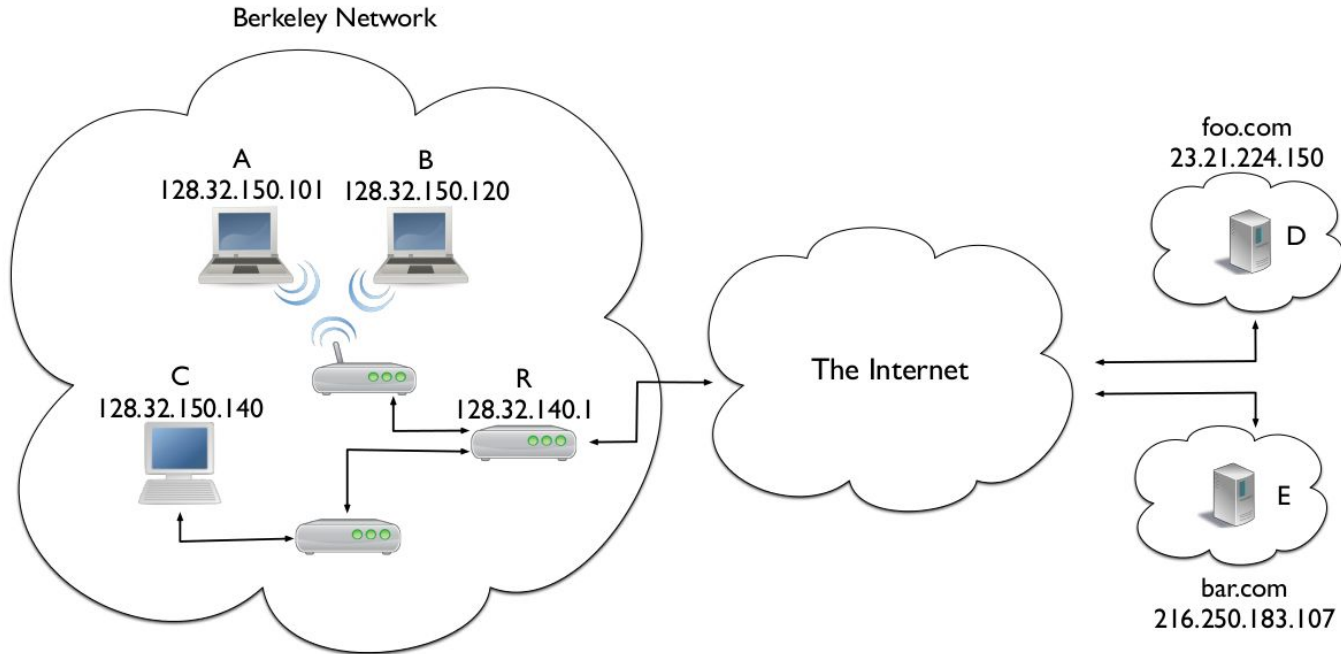 Berkeley Network
A
128.32.150.101
B
128.32.150.120
C
128.32.150.140
R
128.32.140.1
The Internet
foo.com
23.21.224.150
D
E
bar.com
216.250.183.107